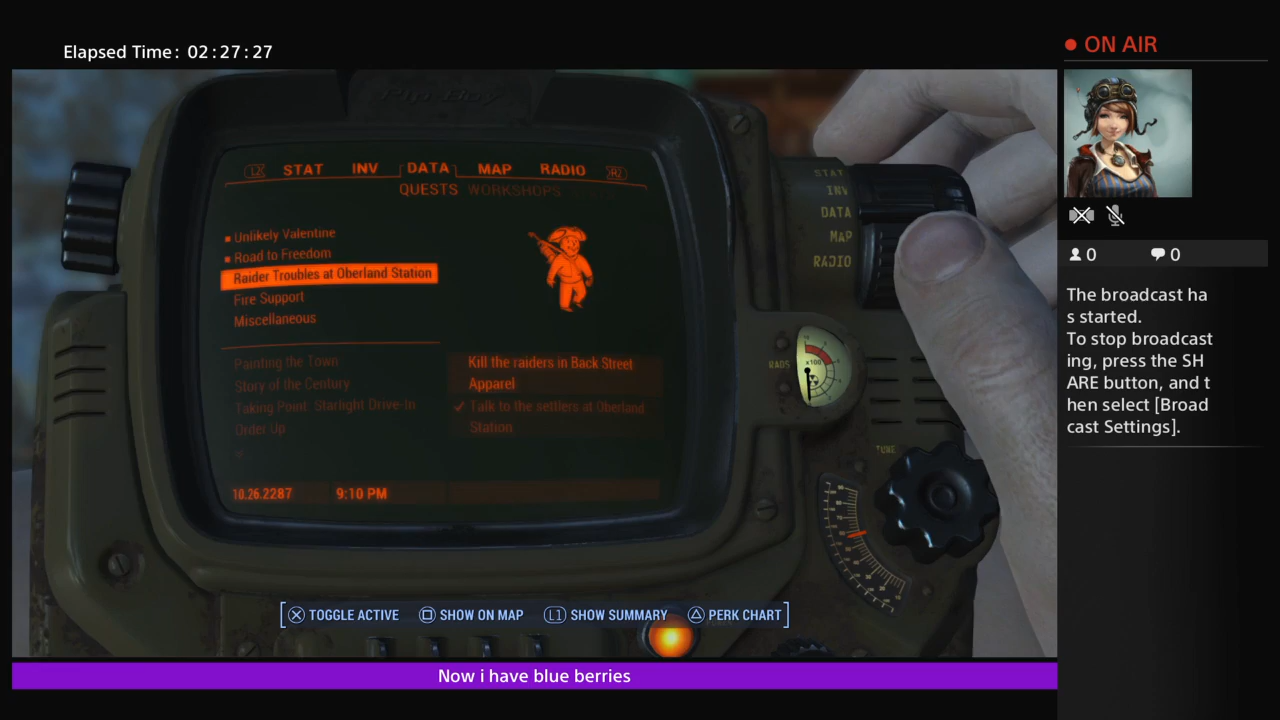 Elapsed Time: 02:27:27
ON AIR
Pip-Boy
L2 STAT INV DATA MAP RADIO R2
QUESTS WORKSHOPS
Unlikely Valentine
Road to Freedom
Raider Troubles at Oberland Station
Fire Support
Miscellaneous
Painting the Town
Story of the Century
Taking Point: Starlight Drive-In
Order Up
Kill the raiders in Back Street
Apparel
Talk to the settlers at Oberland
Station
10.26.2287 9:10 PM
STAT
INV
DATA
MAP
RADIO
RADS
x100
TUNE
TOGGLE ACTIVE SHOW ON MAP L1 SHOW SUMMARY PERK CHART
Now i have blue berries
0 0
The broadcast ha
s started.
To stop broadcast
ing, press the SH
ARE button, and t
hen select [Broad
cast Settings].